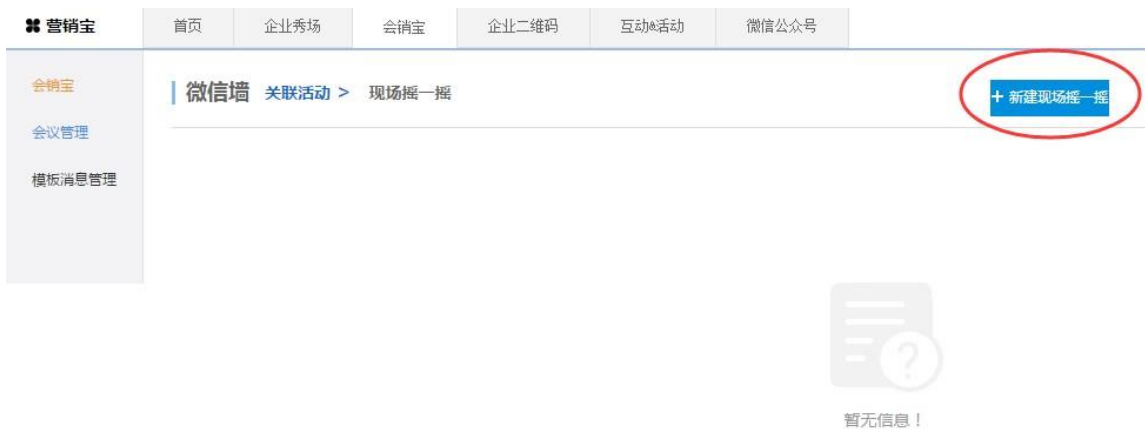 营销宝 首页 企业秀场 会销宝 企业二维码 互动&活动 微信公众号
会销宝
微信墙 关联活动 > 现场摇一摇
+ 新建现场摇一摇
会议管理
模板消息管理
?
暂无信息！